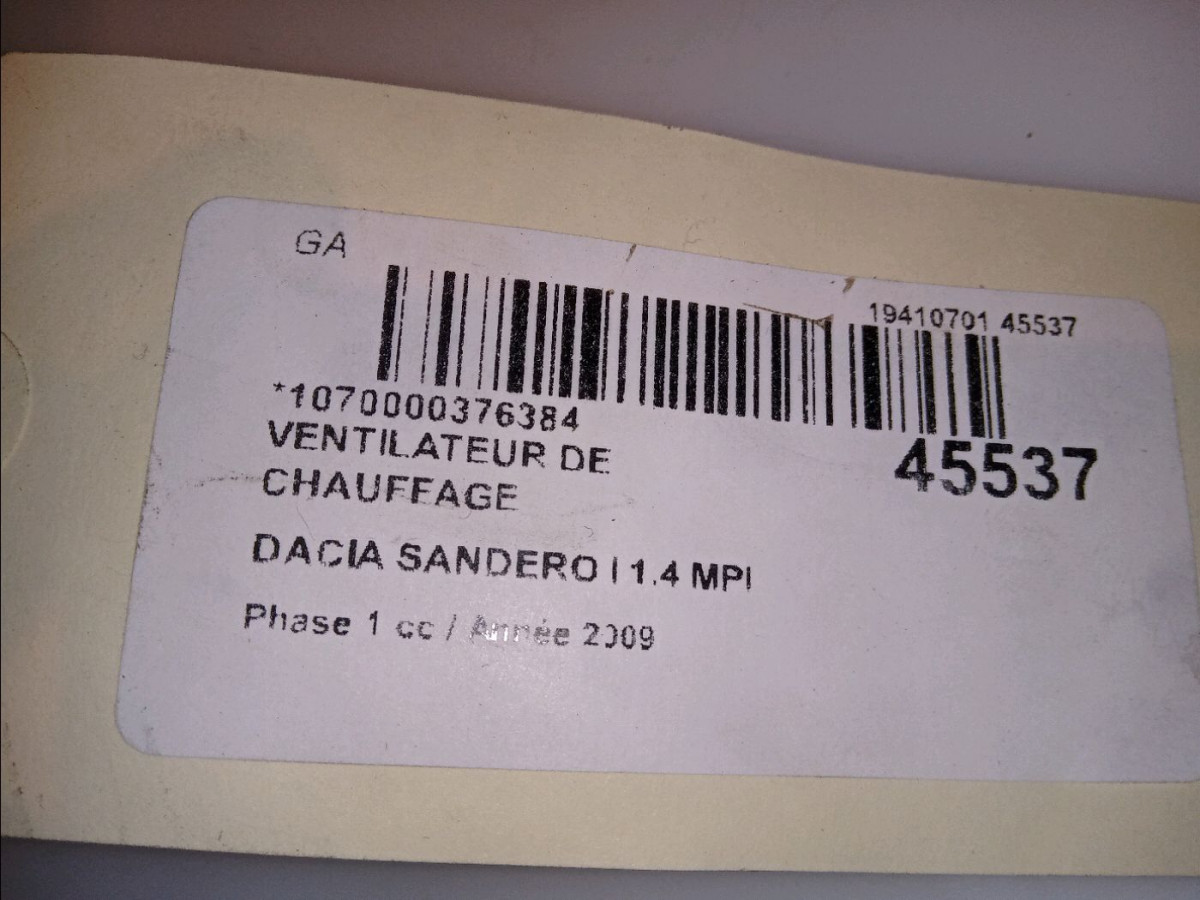 GA
19410701 45537
*1070000376384
45537
VENTILATEUR DE
CHAUFFAGE
DACIA SANDERO I 1.4 MPI
Phase 1 cc / Année 2009